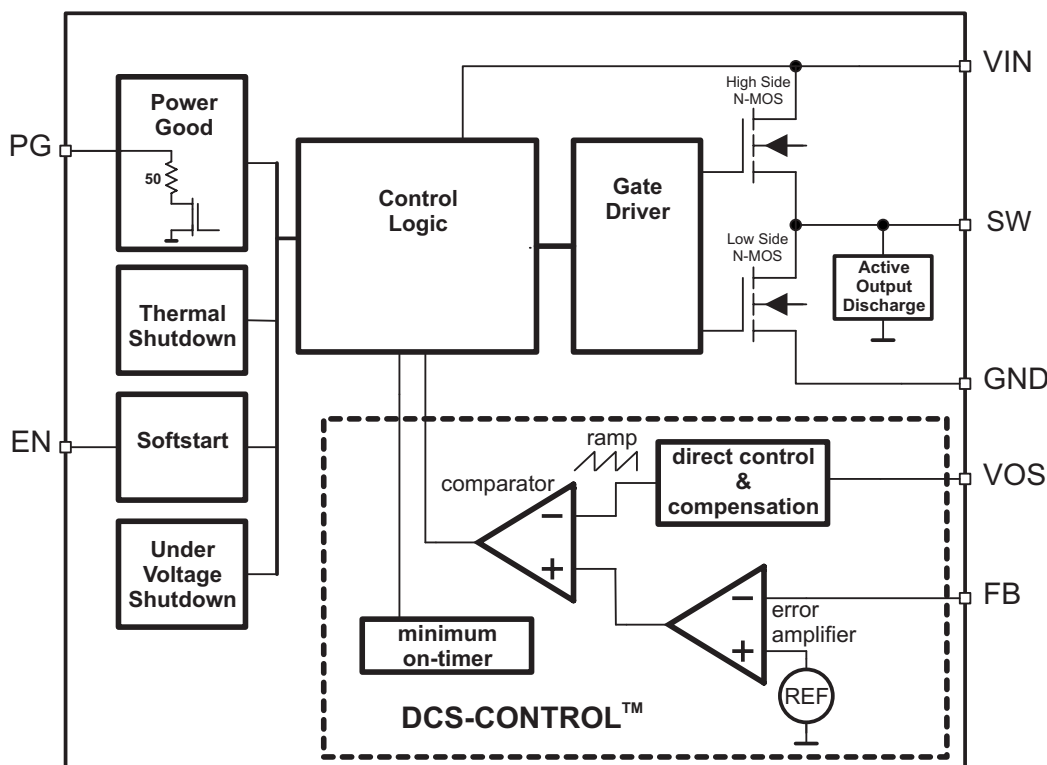 PG
EN
Power
Good
50
Thermal
Shutdown
Softstart
Under
Voltage
Shutdown
Control
Logic
Gate
Driver
High Side
N-MOS
Low Side
N-MOS
Active
Output
Discharge
VIN
SW
GND
VOS
FB
ramp
comparator
direct control
&
compensation
−
+
−
+
error
amplifier
REF
minimum
on-timer
DCS-CONTROL™